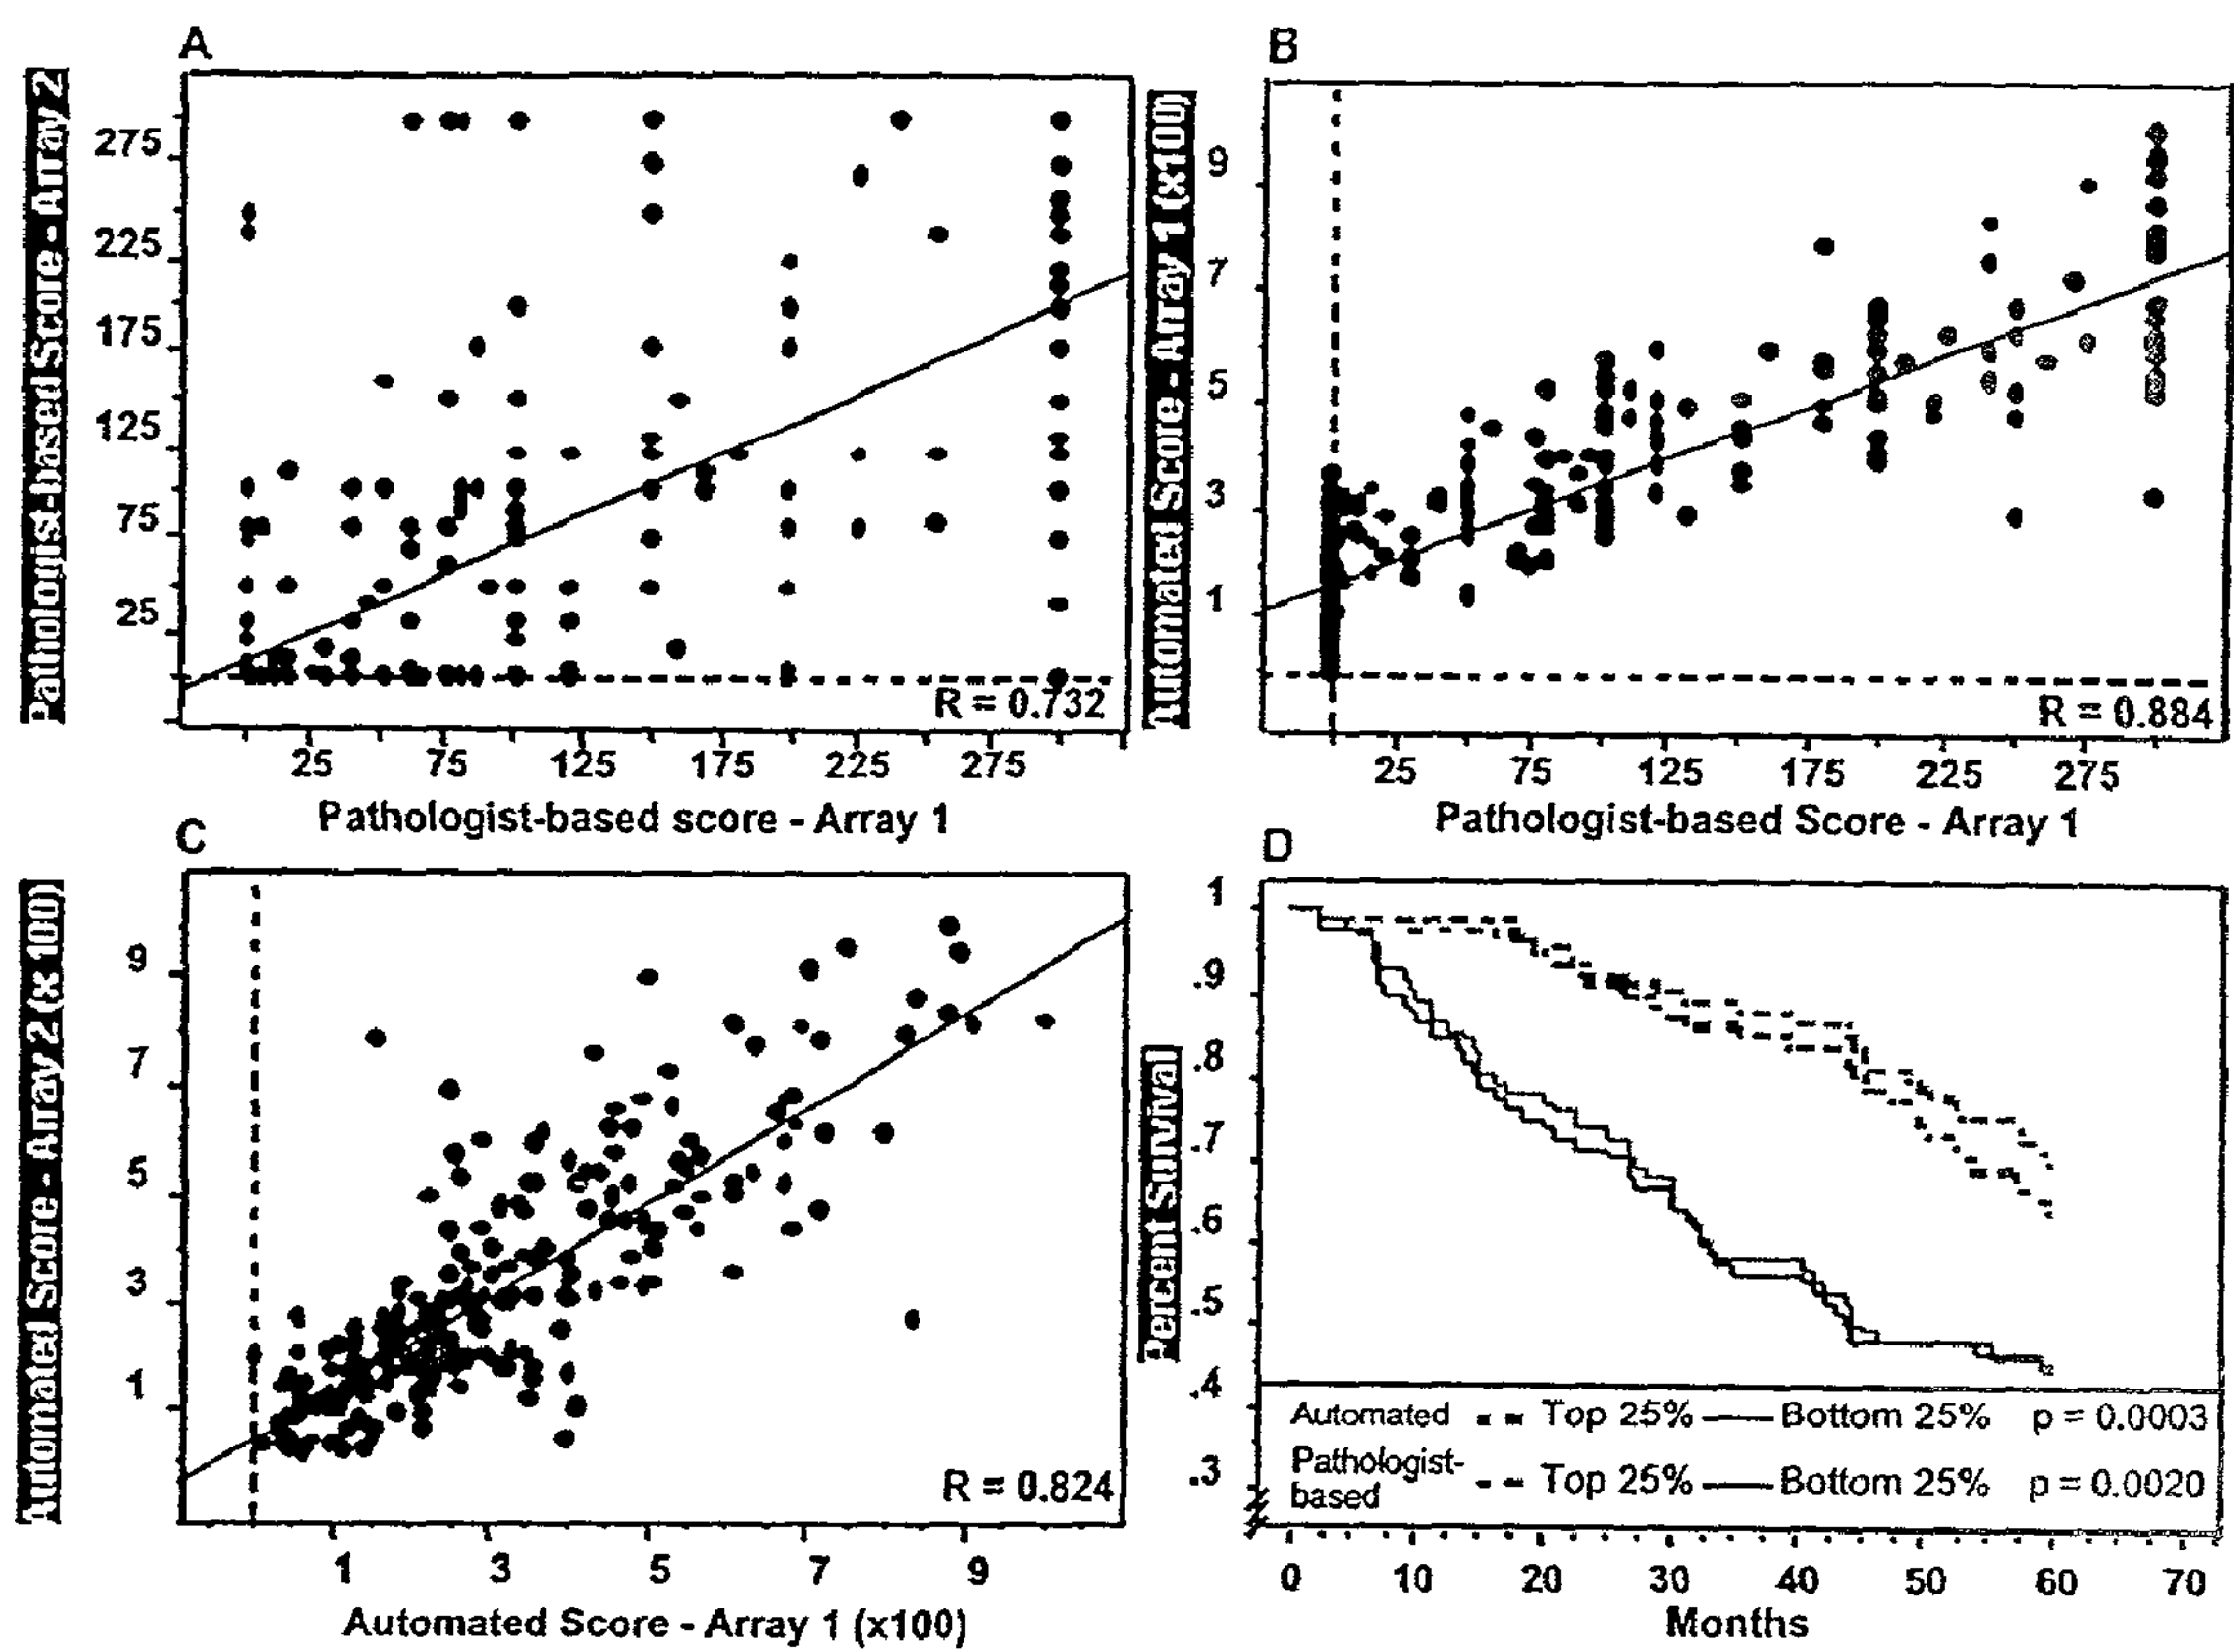 A
Pathologist-based Score - Array 2
275
225
175
125
75
25
R = 0.732
25 75 125 175 225 275
Pathologist-based score - Array 1
B
Automated Score - Array 1 (x100)
9
7
5
3
1
R = 0.884
25 75 125 175 225 275
Pathologist-based Score - Array 1
C
Automated Score - Array 2 (x 100)
9
7
5
3
1
R = 0.824
1 3 5 7 9
Automated Score - Array 1 (x100)
D
Percent Survival
1
.9
.8
.7
.6
.5
.4
.3
Automated Top 25% Bottom 25% p = 0.0003
Pathologist-
based Top 25% Bottom 25% p = 0.0020
0 10 20 30 40 50 60 70
Months